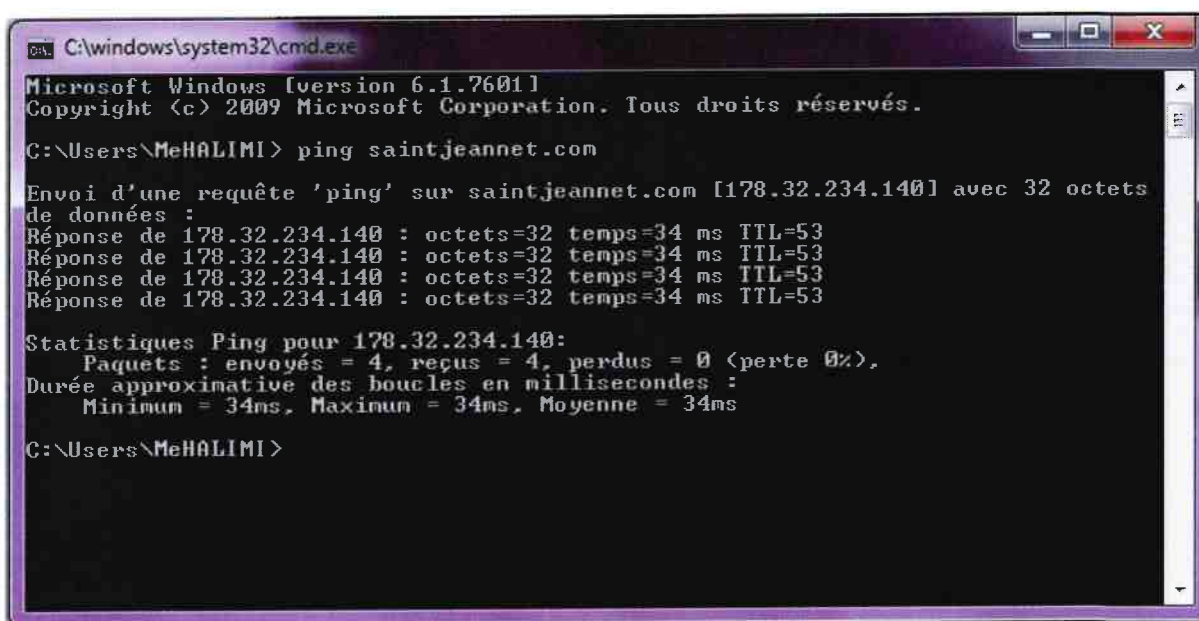 C:\windows\system32\cmd.exe
Microsoft Windows [version 6.1.7601]
Copyright (c) 2009 Microsoft Corporation. Tous droits réservés.
C:\Users\MeHALIMI> ping saintjeannet.com
Envoi d'une requête 'ping' sur saintjeannet.com [178.32.234.140] avec 32 octets
de données :
Réponse de 178.32.234.140 : octets=32 temps=34 ms TTL=53
Réponse de 178.32.234.140 : octets=32 temps=34 ms TTL=53
Réponse de 178.32.234.140 : octets=32 temps=34 ms TTL=53
Réponse de 178.32.234.140 : octets=32 temps=34 ms TTL=53
Statistiques Ping pour 178.32.234.140:
Paquets : envoyés = 4, reçus = 4, perdus = 0 (perte 0%),
Durée approximative des boucles en millisecondes :
Minimum = 34ms, Maximum = 34ms, Moyenne = 34ms
C:\Users\MeHALIMI>